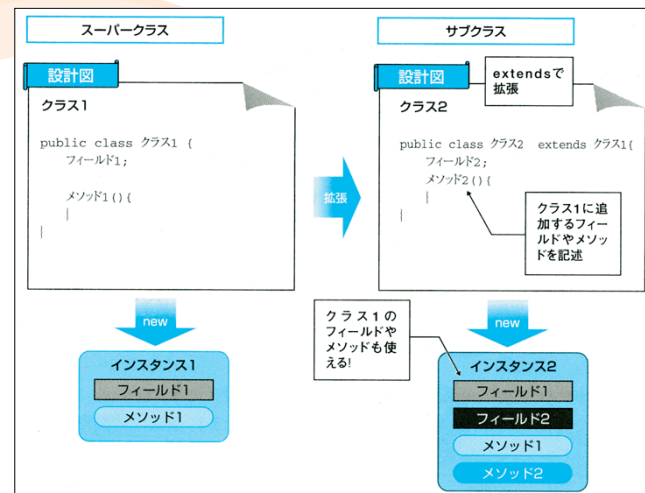 スーパークラス
設計図
クラス1
public class クラス1 {
フィールド1;
メソッド1(){
}
}
new
インスタンス1
フィールド1
メソッド1
拡張
サブクラス
設計図
extendsで
拡張
クラス2
public class クラス2 extends クラス1{
フィールド2;
メソッド2(){
}
}
クラス1に追
加するフィー
ルドやメソッ
ドを記述
new
クラス1の
フィールドや
メソッドも使
える!
インスタンス2
フィールド1
フィールド2
メソッド1
メソッド2